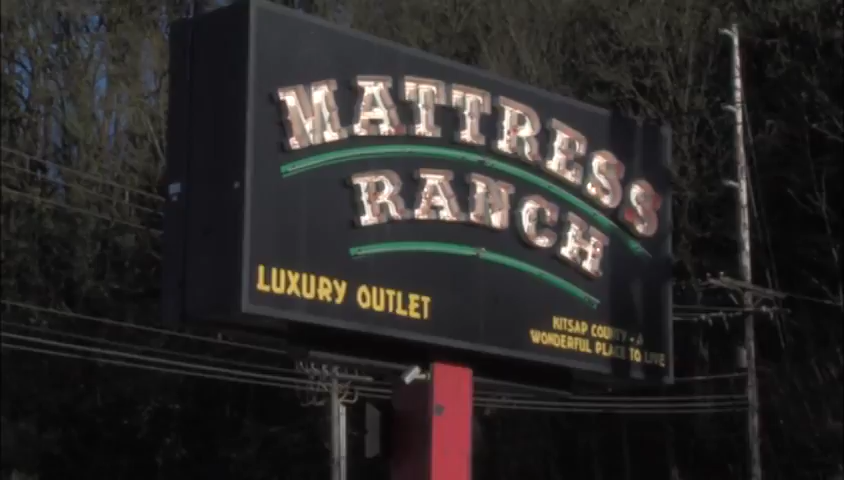 MATTRESS
RANCH
LUXURY OUTLET
KITSAP COUNTY - A
WONDERFUL PLACE TO LIVE